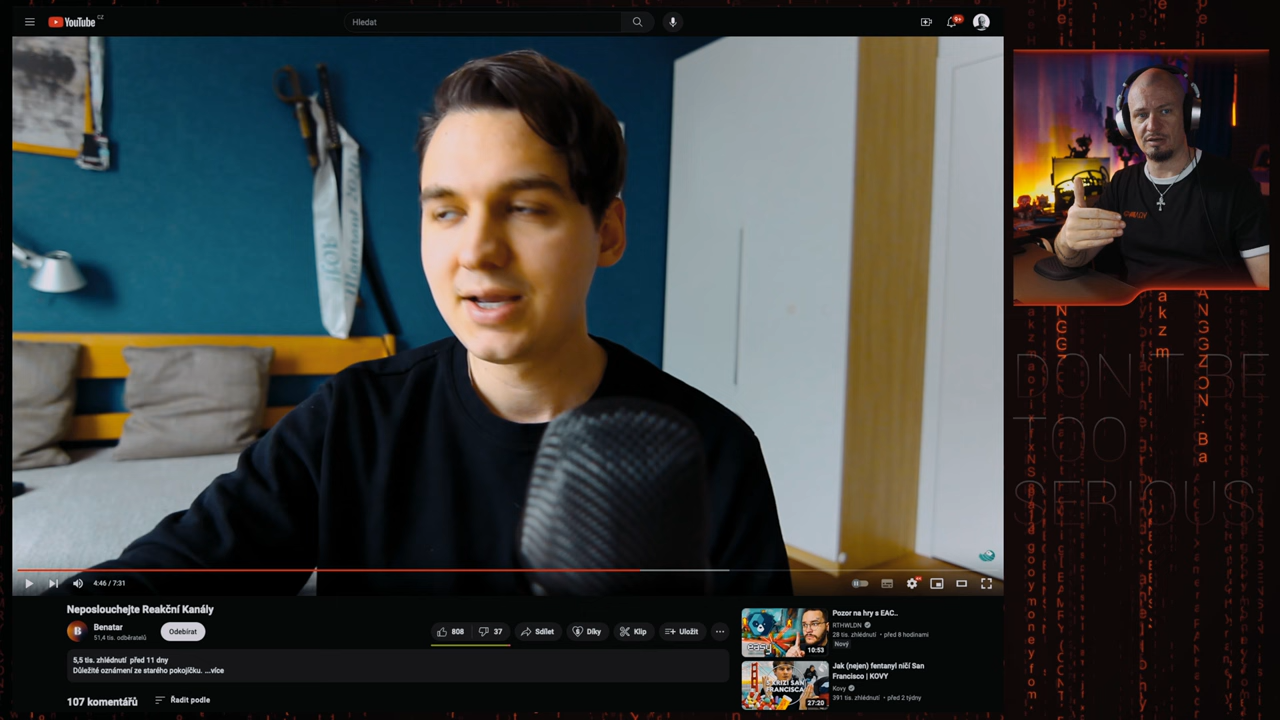 YouTube CZ
Hledat
9+
4:46 / 7:31
Neposlouchejte Reakční Kanály
B
Benatar
51,4 tis. odběratelů
Odebírat
808
37
Sdílet
Díky
Klip
Uložit
5,5 tis. zhlédnutí před 11 dny
Důležité oznámení ze starého pokojíčku. ...více
107 komentářů
Řadit podle
10:53
Pozor na hry s EAC..
RTHWLDN
28 tis. zhlédnutí • před 8 hodinami
Nový
SAN
FRANCISCA
27:20
Jak (nejen) fentanyl ničí San
Francisco | KOVY
Kovy
391 tis. zhlédnutí • před 2 týdny
DON'T BE
TOO
SERIOUS